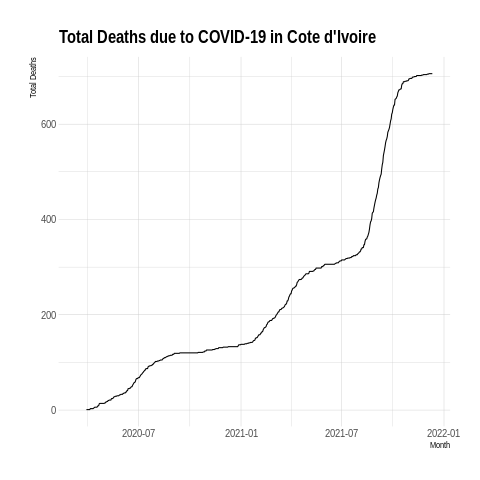 Total Deaths due to COVID-19 in Cote d'Ivoire
Total Deaths
600
400
200
0
2020-07 2021-01 2021-07 2022-01
Month